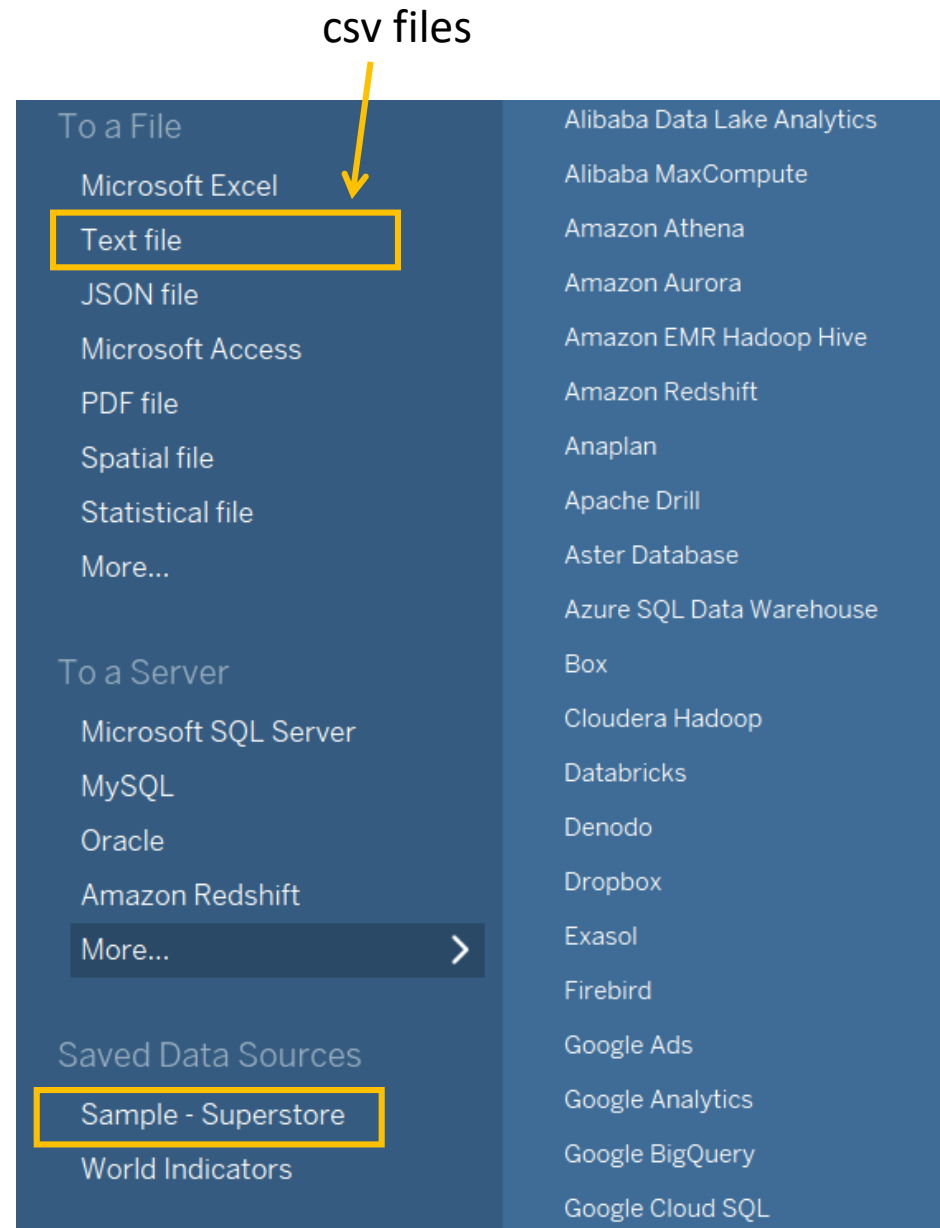 csv files
To a File
Microsoft Excel
Text file
JSON file
Microsoft Access
PDF file
Spatial file
Statistical file
More...
To a Server
Microsoft SQL Server
MySQL
Oracle
Amazon Redshift
More...
Saved Data Sources
Sample - Superstore
World Indicators
Alibaba Data Lake Analytics
Alibaba MaxCompute
Amazon Athena
Amazon Aurora
Amazon EMR Hadoop Hive
Amazon Redshift
Anaplan
Apache Drill
Aster Database
Azure SQL Data Warehouse
Box
Cloudera Hadoop
Databricks
Denodo
Dropbox
Exasol
Firebird
Google Ads
Google Analytics
Google BigQuery
Google Cloud SQL